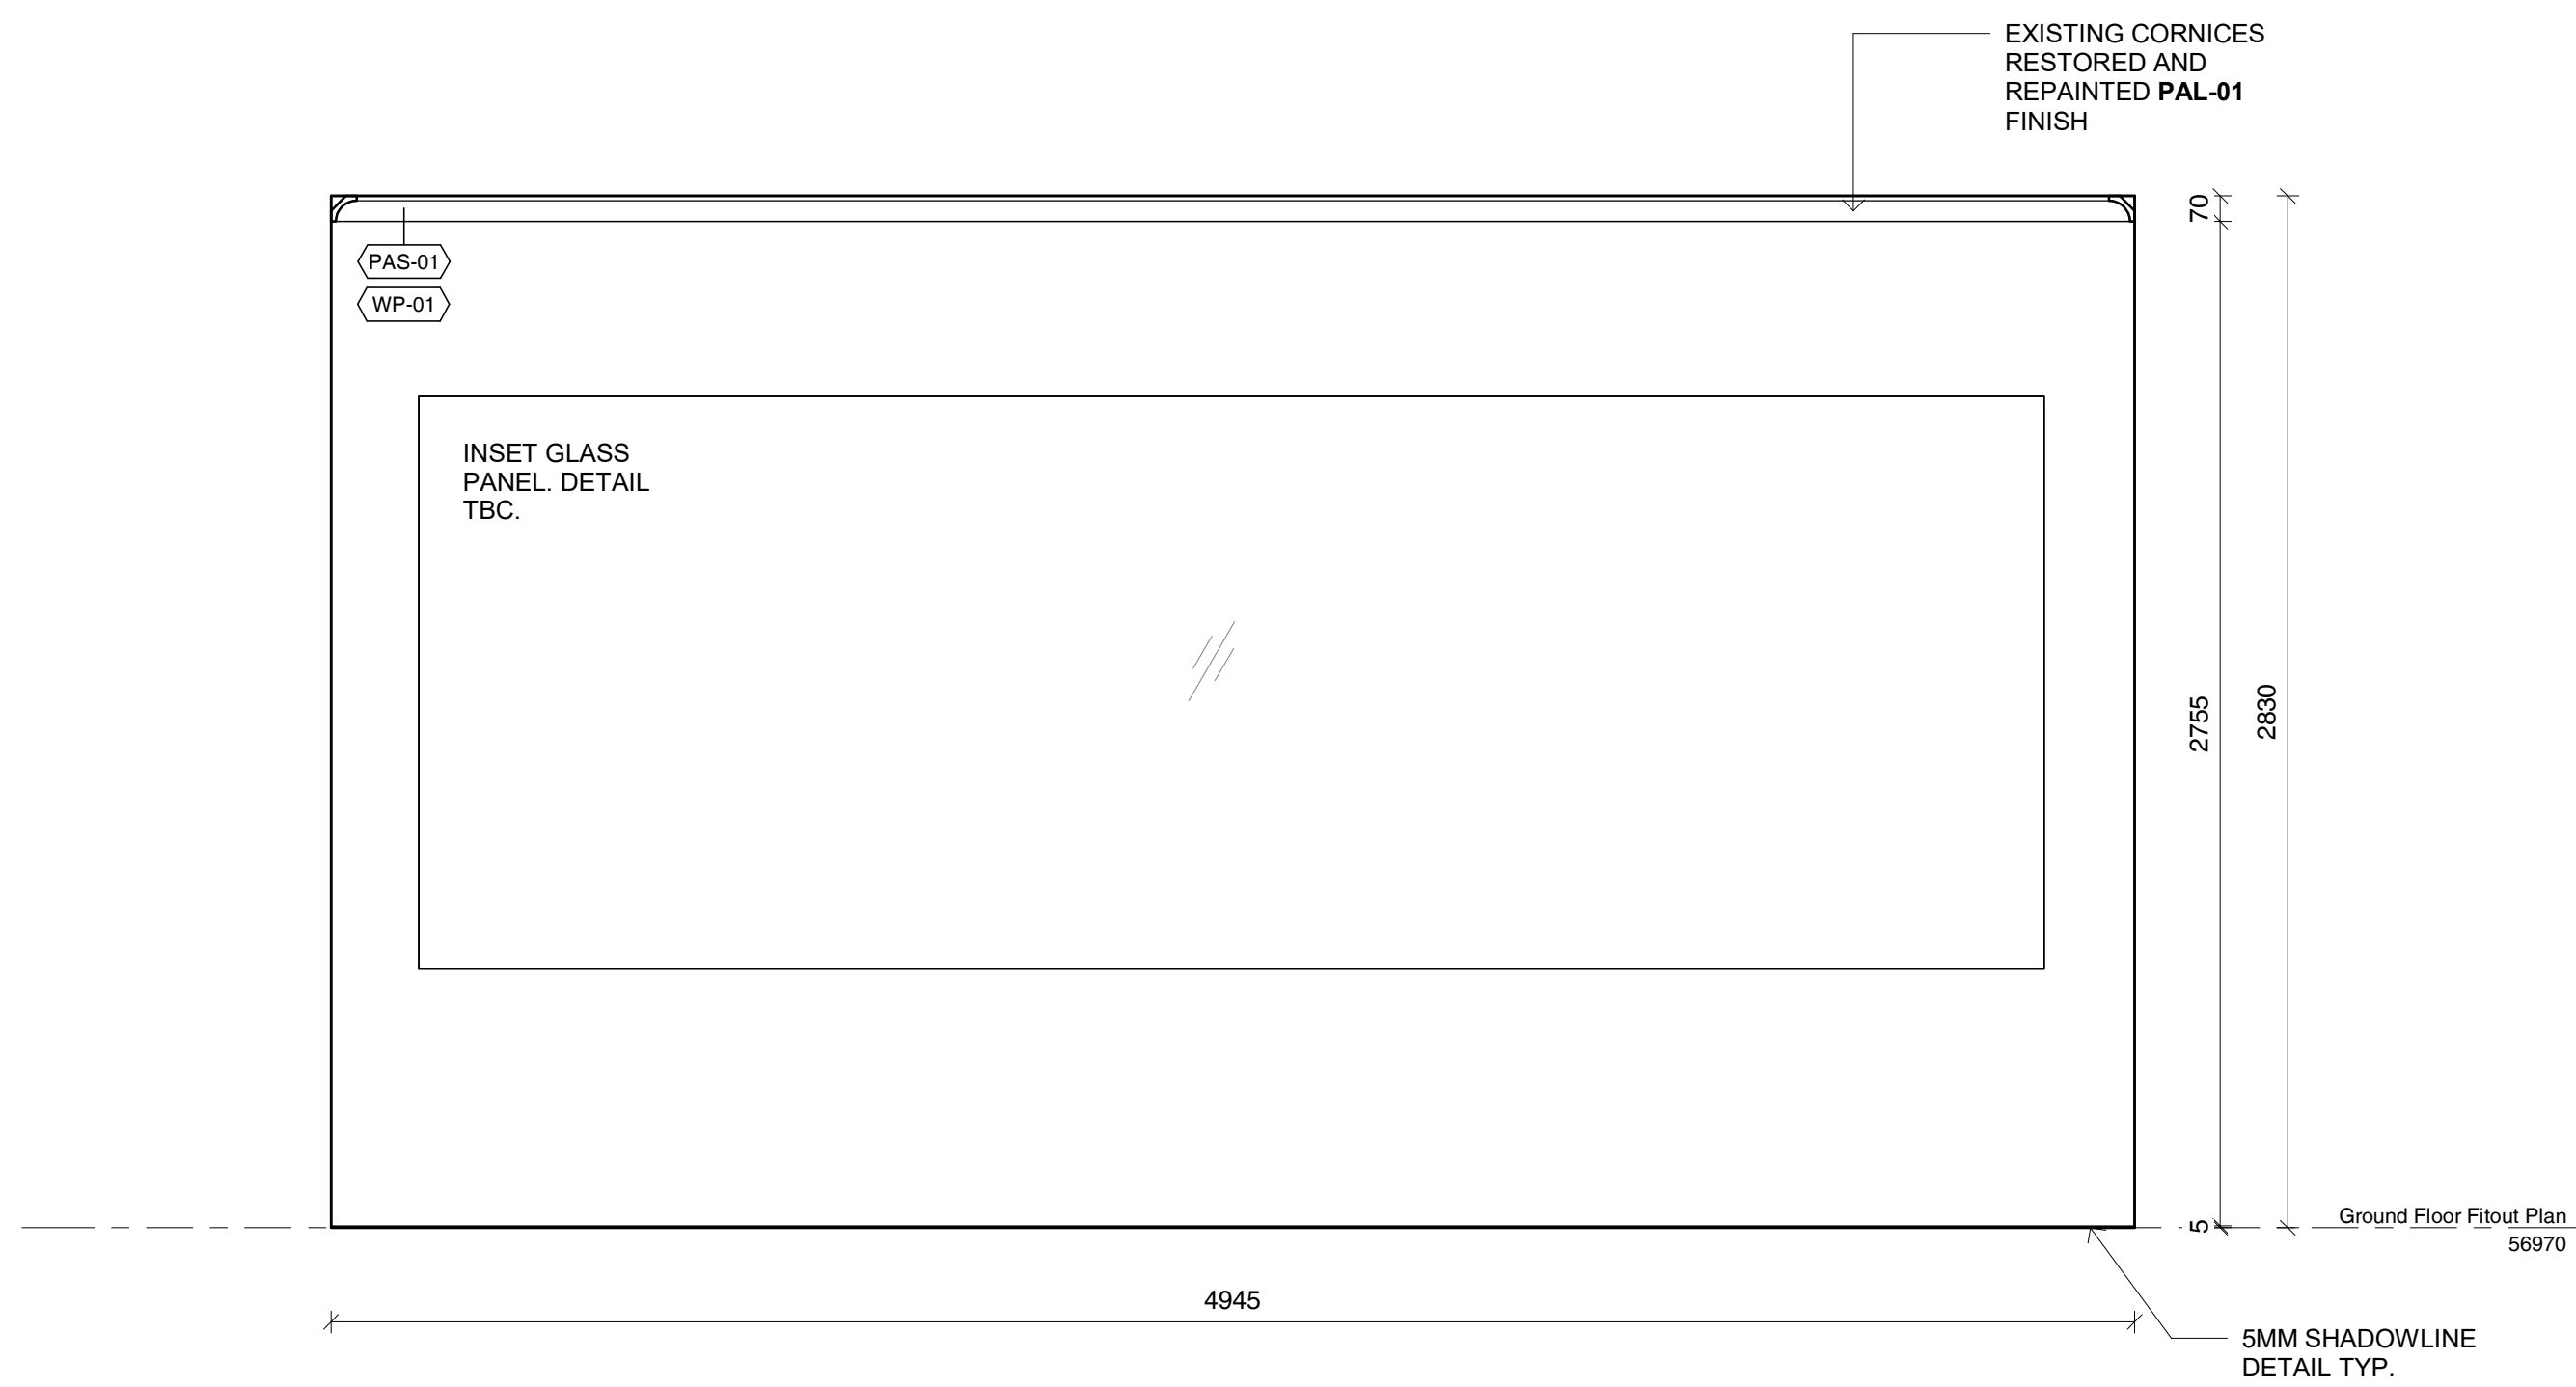 EXISTING CORNICES
RESTORED AND
REPAINTED PAL-01
FINISH
70
PAS-01
WP-01
INSET GLASS
PANEL. DETAIL
TBC.
2755
2830
5
Ground Floor Fitout Plan
56970
4945
5MM SHADOWLINE
DETAIL TYP.